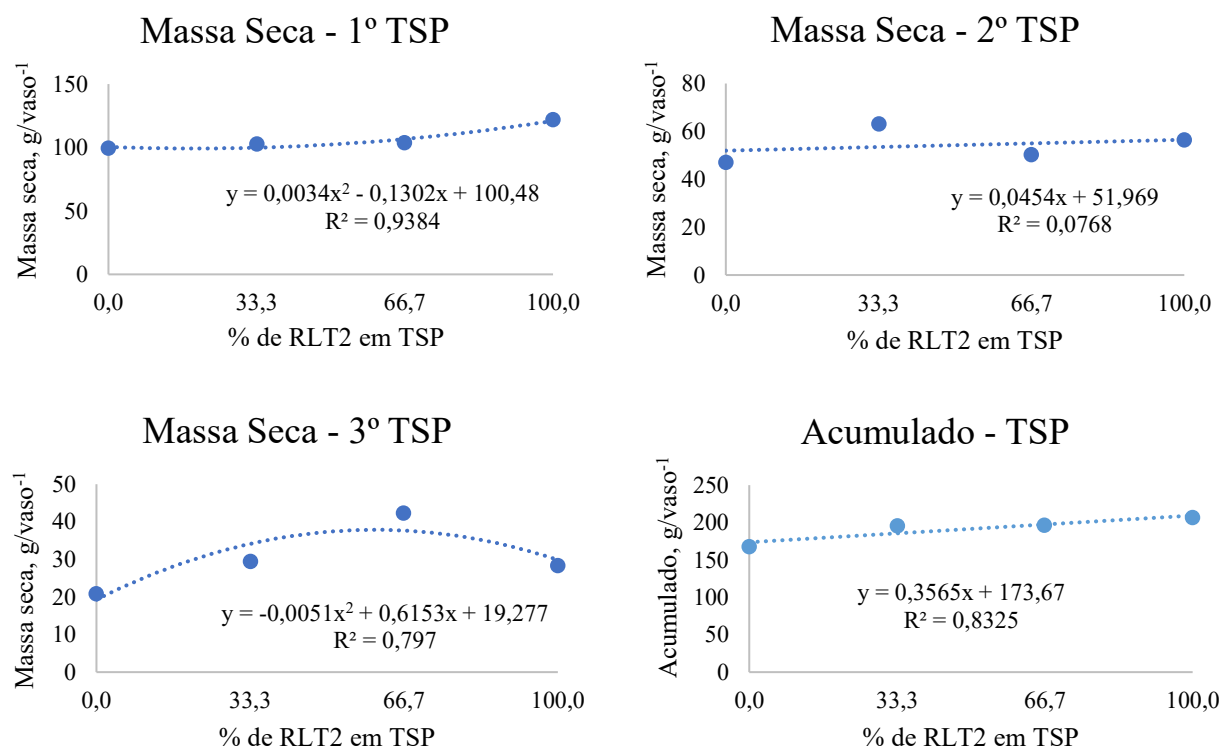 Massa Seca - 1º TSP
Massa seca, g/vaso⁻¹
150
100
50
0
y = 0,0034x² - 0,1302x + 100,48
R² = 0,9384
0,0 33,3 66,7 100,0
% de RLT2 em TSP
Massa Seca - 2º TSP
Massa seca, g/vaso⁻¹
80
60
40
20
0
y = 0,0454x + 51,969
R² = 0,0768
0,0 33,3 66,7 100,0
% de RLT2 em TSP
Massa Seca - 3º TSP
Massa seca, g/vaso⁻¹
50
40
30
20
10
0
y = -0,0051x² + 0,6153x + 19,277
R² = 0,797
0,0 33,3 66,7 100,0
% de RLT2 em TSP
Acumulado - TSP
Acumulado, g/vaso⁻¹
250
200
150
100
50
0
y = 0,3565x + 173,67
R² = 0,8325
0,0 33,3 66,7 100,0
% de RLT2 em TSP